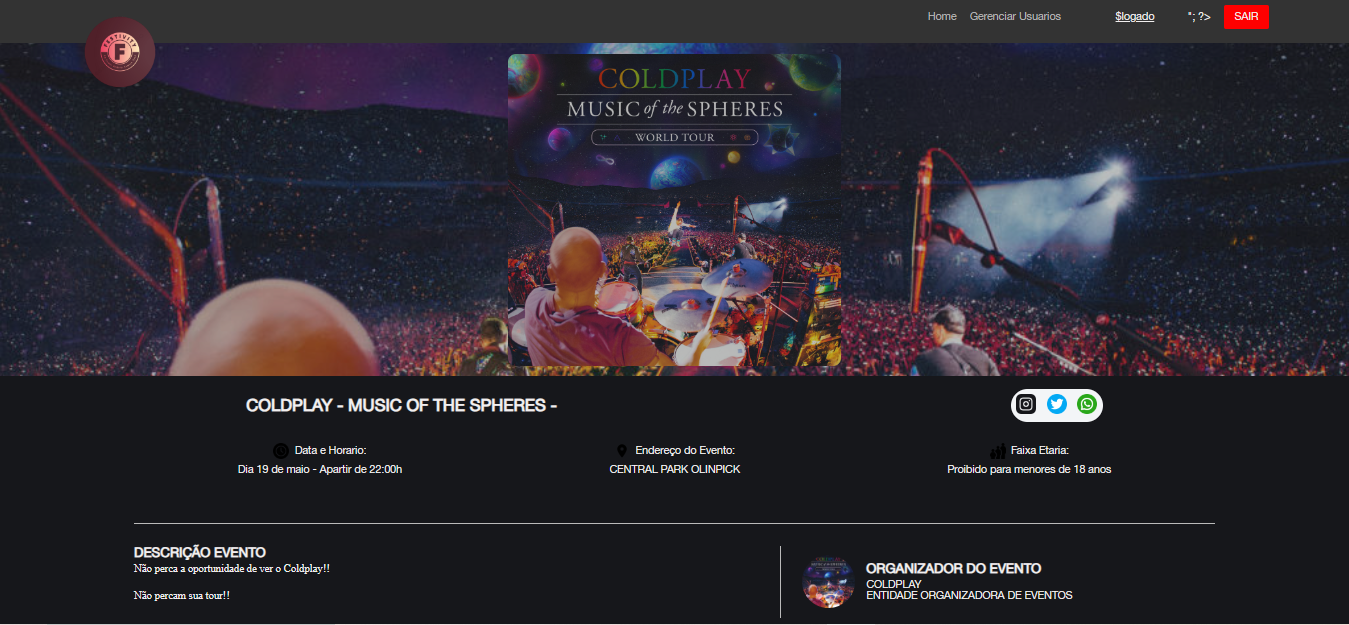 Home Gerenciar Usuarios $logado "; ?> SAIR
FESTIVITY
F
COLDPLAY
MUSIC of the SPHERES
WORLD TOUR
COLDPLAY - MUSIC OF THE SPHERES -
Data e Horario:
Dia 19 de maio - Apartir de 22:00h
Endereço do Evento:
CENTRAL PARK OLINPICK
Faixa Etaria:
Proibido para menores de 18 anos
DESCRIÇÃO EVENTO
Não perca a oportunidade de ver o Coldplay!!
Não percam sua tour!!
ORGANIZADOR DO EVENTO
COLDPLAY
ENTIDADE ORGANIZADORA DE EVENTOS